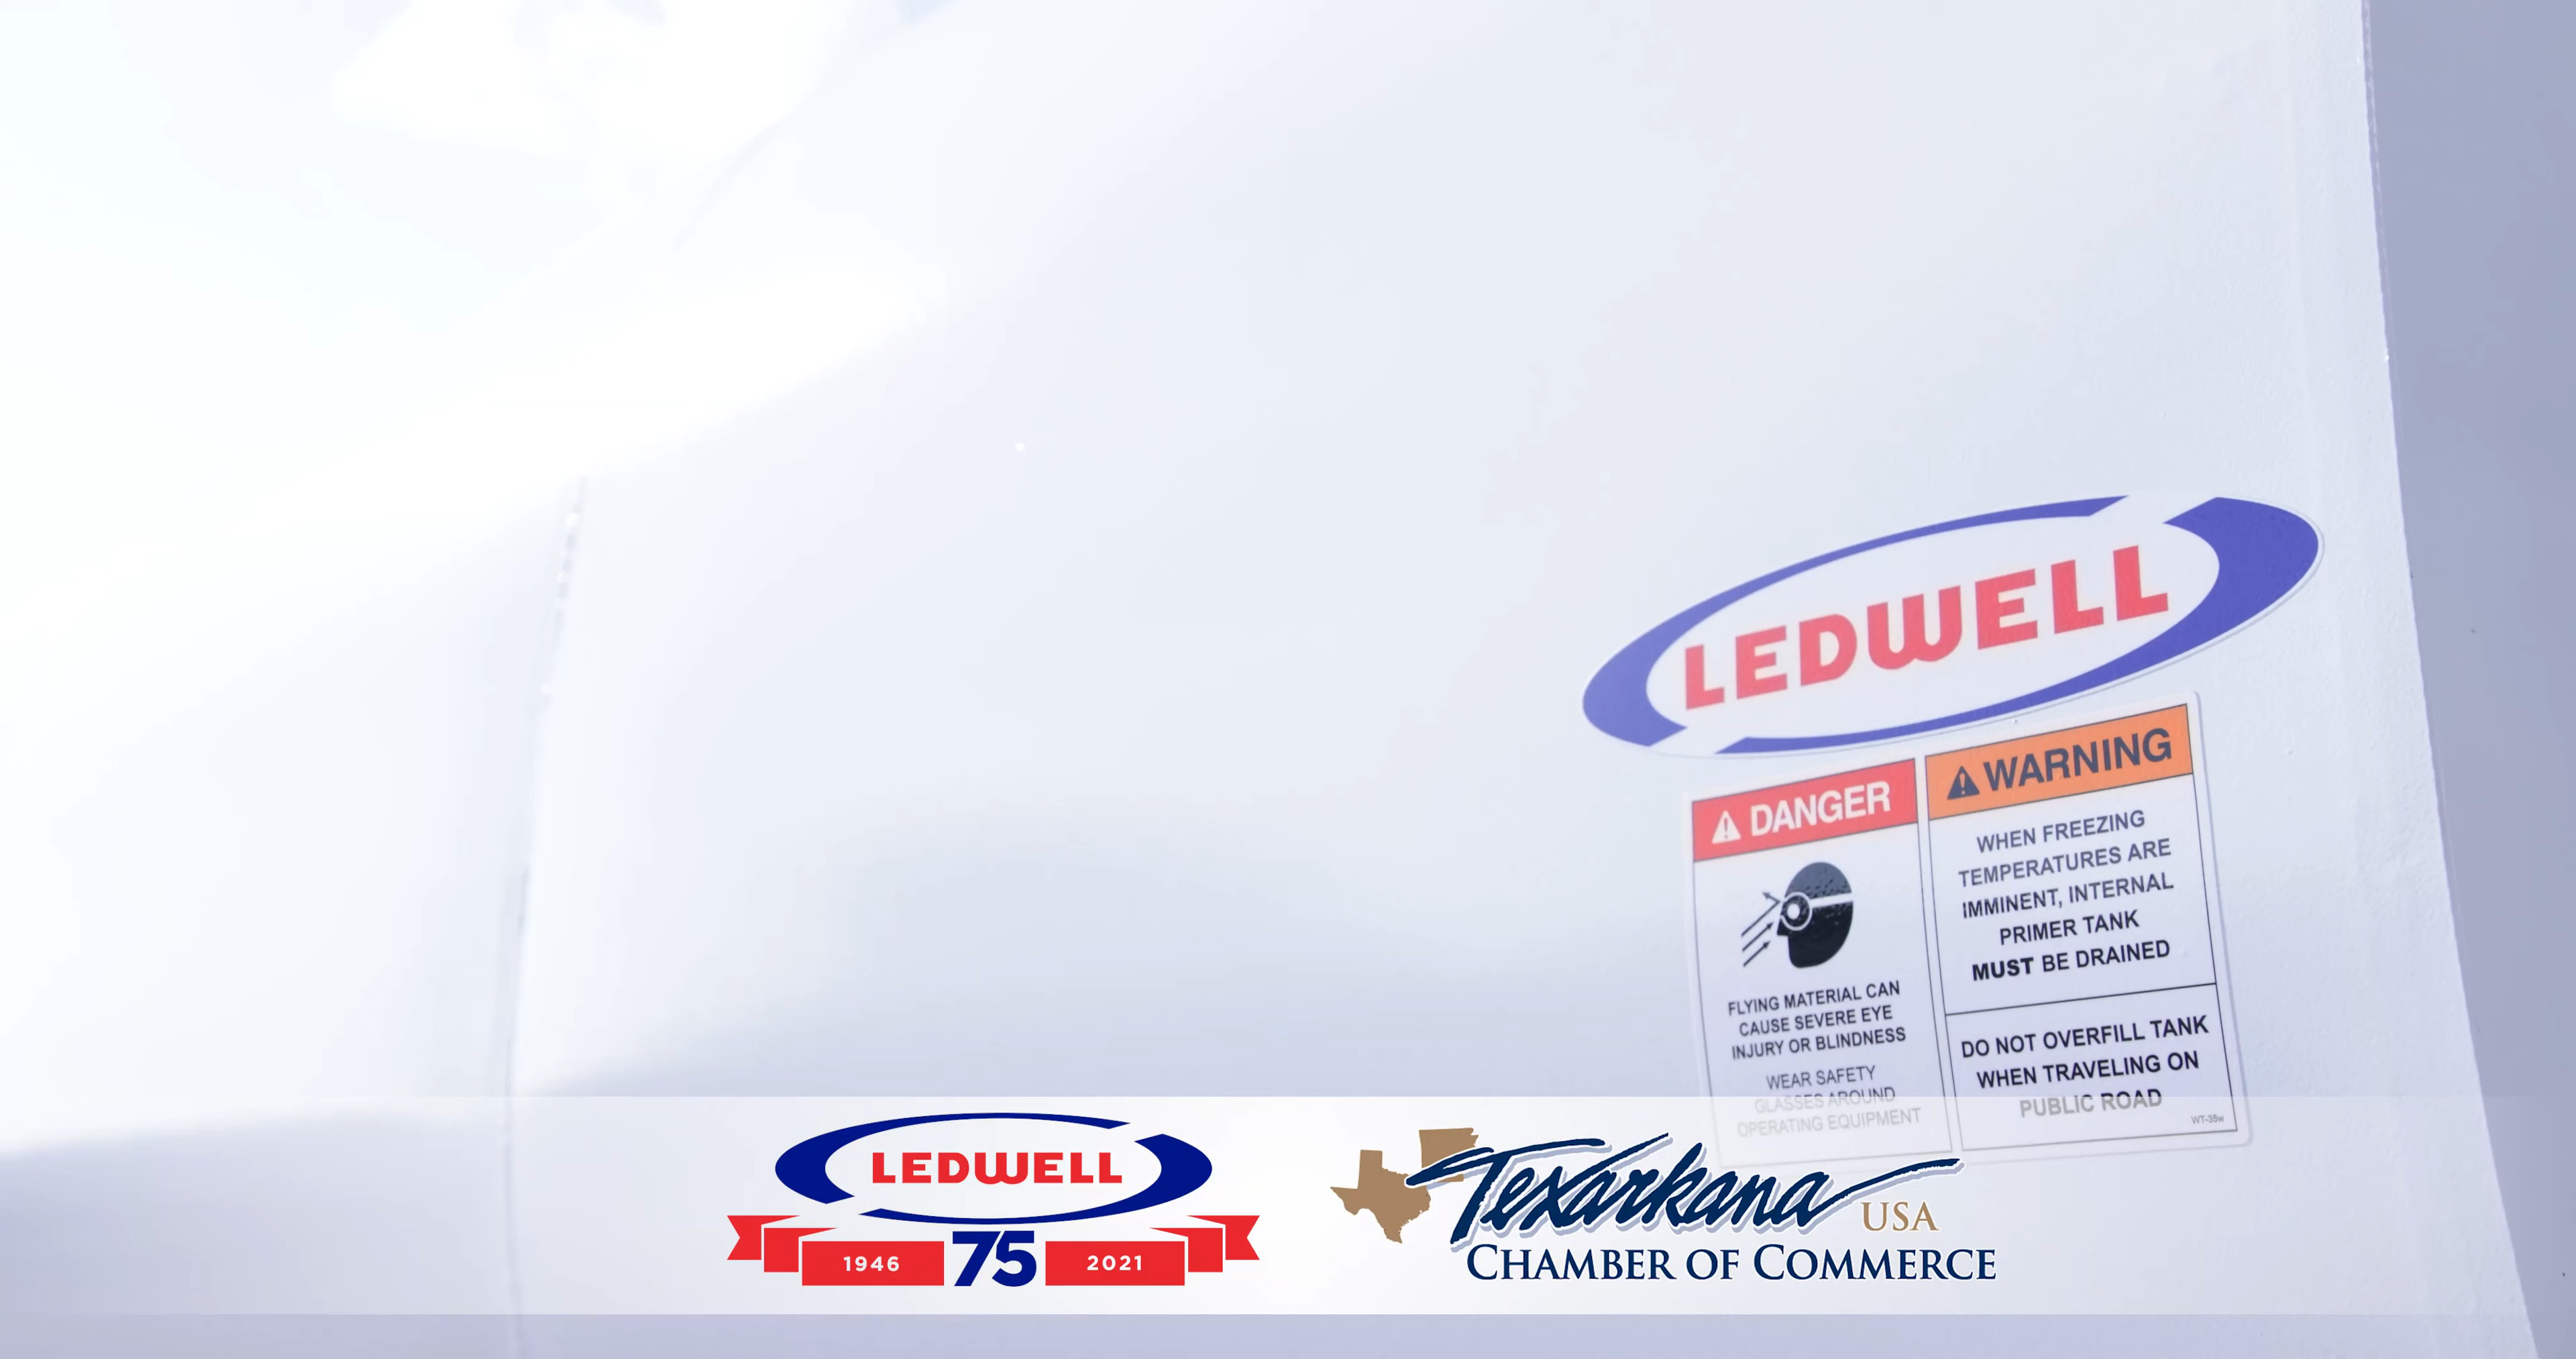 LEDWELL
DANGER
FLYING MATERIAL CAN
CAUSE SEVERE EYE
INJURY OR BLINDNESS
WEAR SAFETY
GLASSES AROUND
OPERATING EQUIPMENT
WARNING
WHEN FREEZING
TEMPERATURES ARE
IMMINENT, INTERNAL
PRIMER TANK
MUST BE DRAINED
DO NOT OVERFILL TANK
WHEN TRAVELING ON
PUBLIC ROAD
WT-35w
LEDWELL
1946 75 2021
Texarkana USA
CHAMBER OF COMMERCE